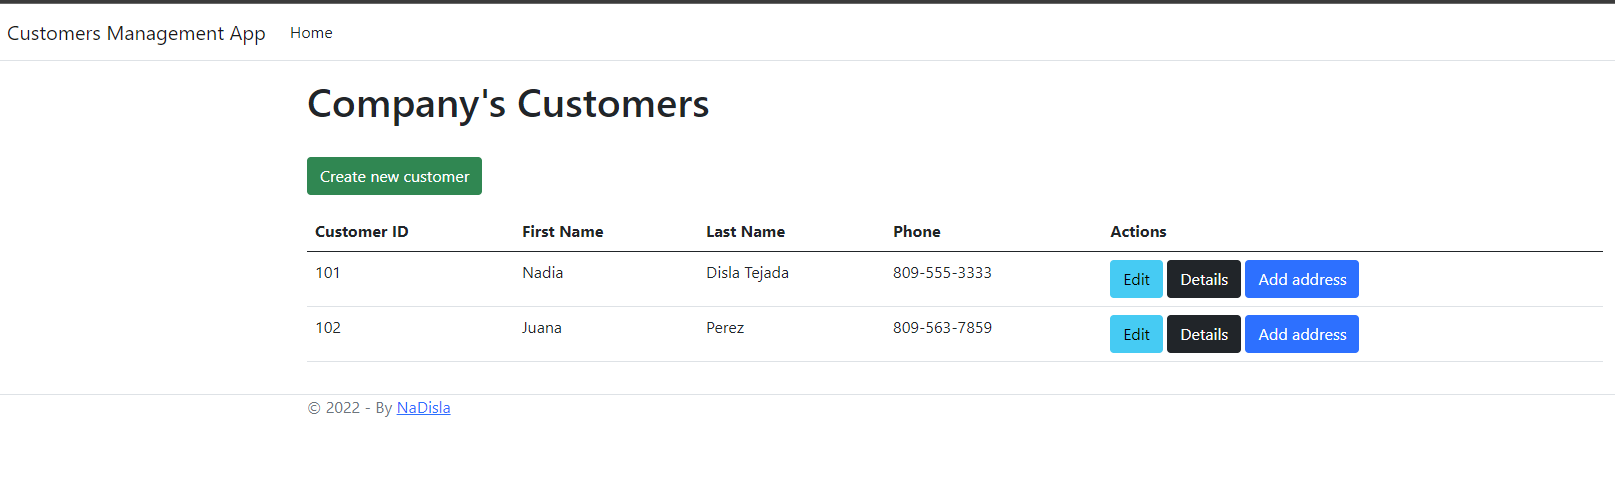 Customers Management App Home
Company's Customers
Create new customer
Customer ID First Name Last Name Phone Actions
101 Nadia Disla Tejada 809-555-3333 Edit Details Add address
102 Juana Perez 809-563-7859 Edit Details Add address
© 2022 - By NaDisla